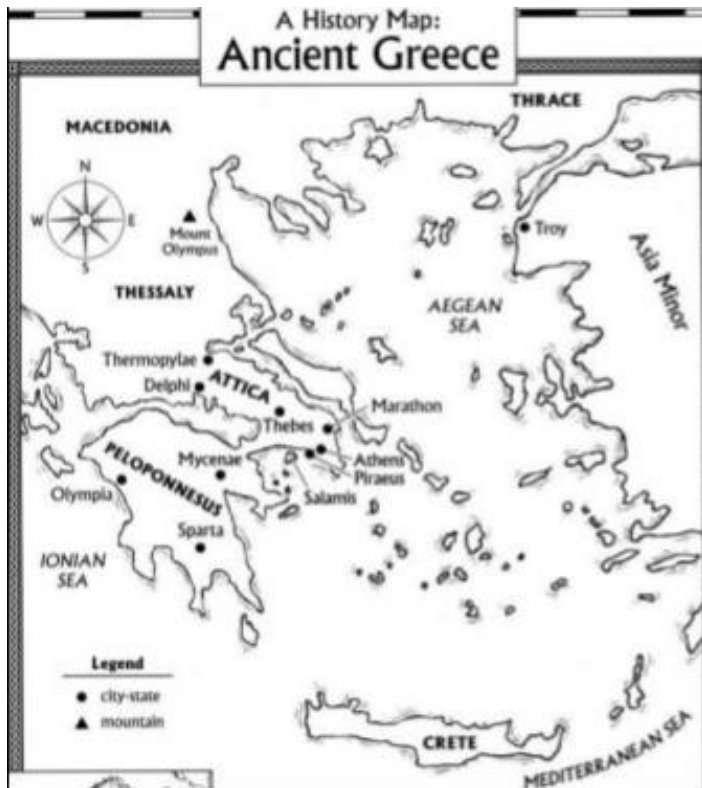 A History Map:
Ancient Greece
THRACE
MACEDONIA
N
W
E
S
Mount
Olympus
Troy
Asia Minor
THESSALY
AEGEAN
SEA
Thermopylae
Delphi
ATTICA
Marathon
Thebes
Athens
Piraeus
Mycenae
PELOPONNESUS
Olympia
Salamis
Sparta
IONIAN
SEA
Legend
city-state
mountain
CRETE
MEDITERRANEAN SEA